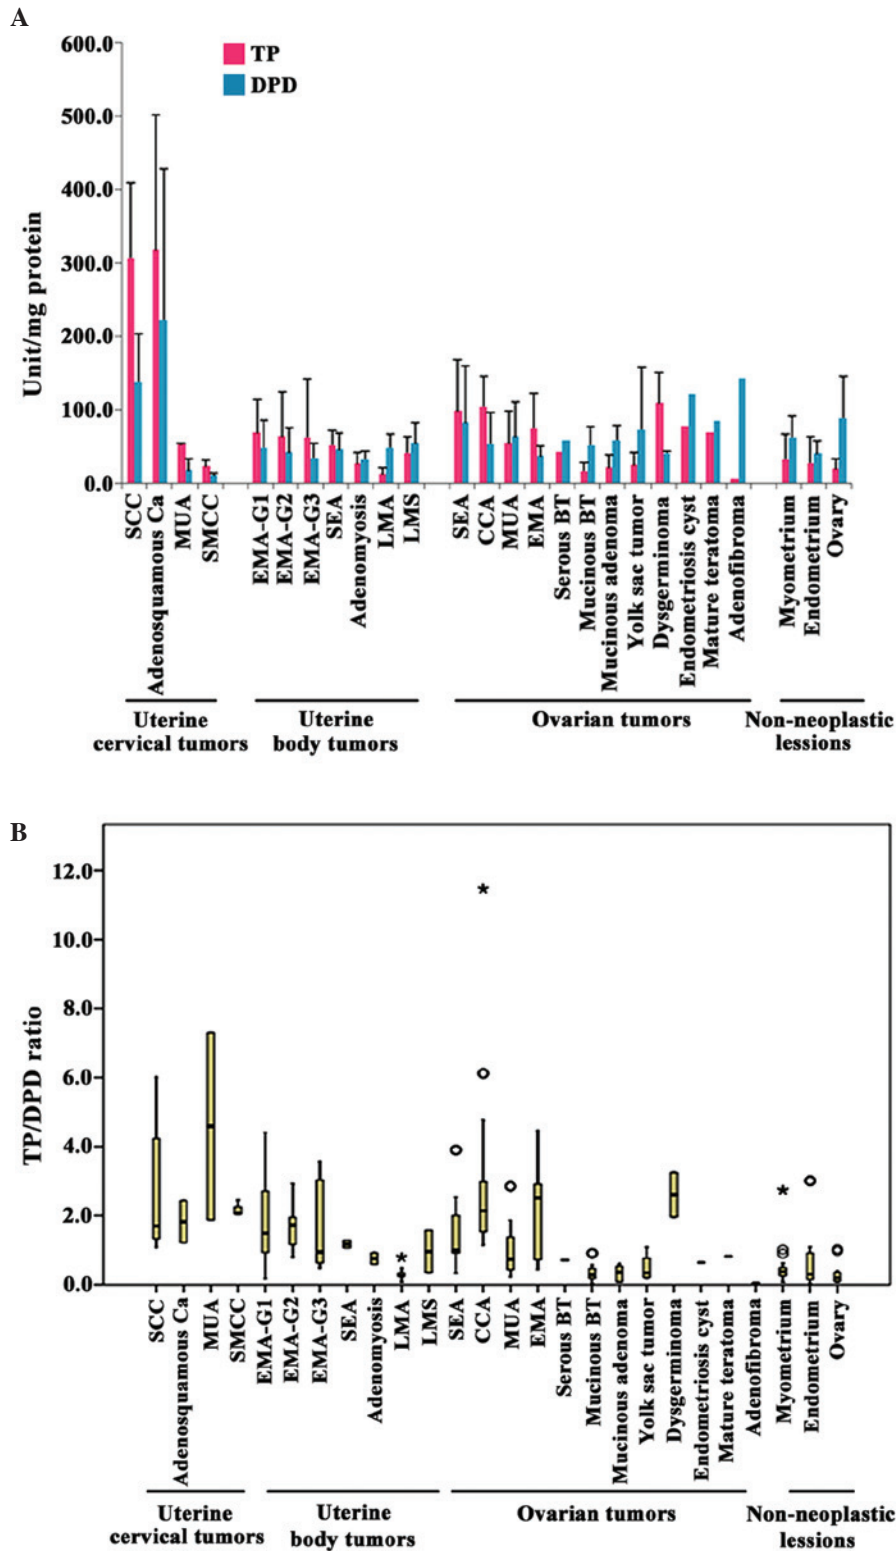 A
600.0
500.0
400.0
300.0
200.0
100.0
0.0
Unit/mg protein
TP
DPD
SCC
Adenosquamous Ca
MUA
SMCC
EMA-G1
EMA-G2
EMA-G3
SEA
Adenomyosis
LMA
LMS
SEA
CCA
MUA
EMA
Serous BT
Mucinous BT
Mucinous adenoma
Yolk sac tumor
Dysgerminoma
Endometriosis cyst
Mature teratoma
Adenofibroma
Myometrium
Endometrium
Ovary
Uterine
cervical tumors
Uterine
body tumors
Ovarian tumors
Non-neoplastic
lessions
B
12.0
10.0
8.0
6.0
4.0
2.0
0.0
TP/DPD ratio
SCC
Adenosquamous Ca
MUA
SMCC
EMA-G1
EMA-G2
EMA-G3
SEA
Adenomyosis
LMA
LMS
SEA
CCA
MUA
EMA
Serous BT
Mucinous BT
Mucinous adenoma
Yolk sac tumor
Dysgerminoma
Endometriosis cyst
Mature teratoma
Adenofibroma
Myometrium
Endometrium
Ovary
Uterine
cervical tumors
Uterine
body tumors
Ovarian tumors
Non-neoplastic
lessions